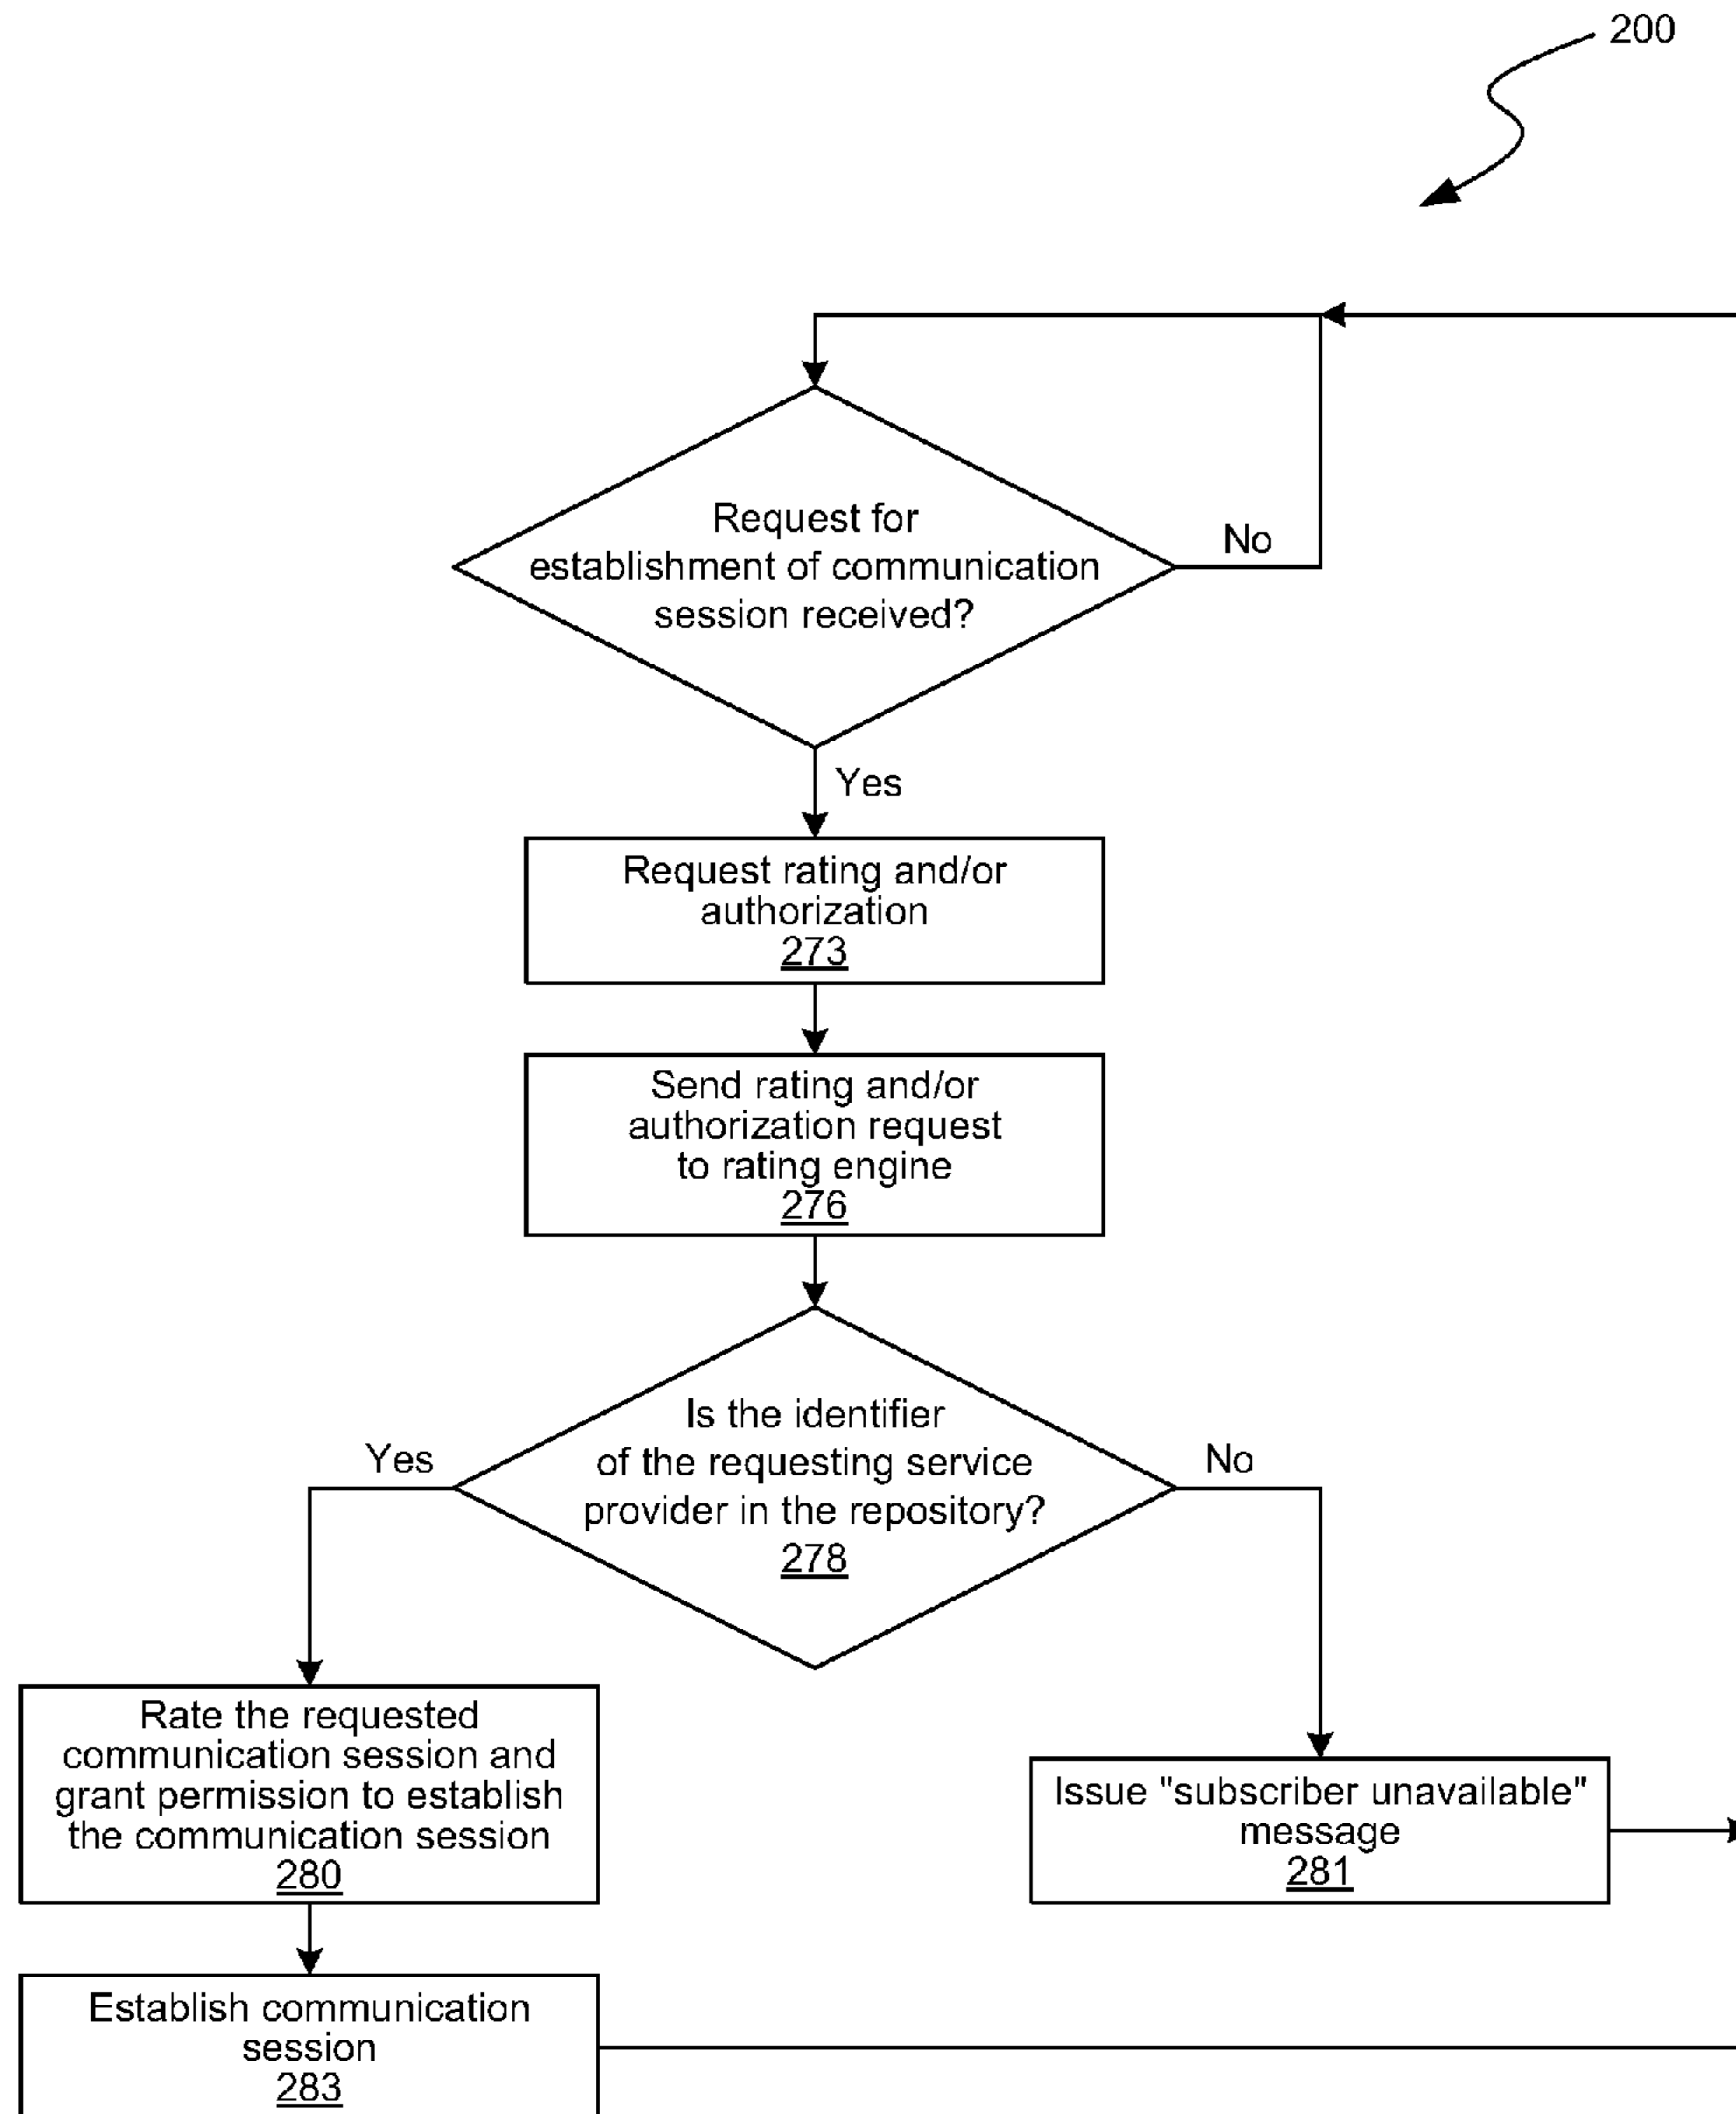 200
Request for
establishment of communication
session received?
No
Yes
Request rating and/or
authorization
273
Send rating and/or
authorization request
to rating engine
276
Is the identifier
of the requesting service
provider in the repository?
278
Yes
No
Rate the requested
communication session and
grant permission to establish
the communication session
280
Issue "subscriber unavailable"
message
281
Establish communication
session
283